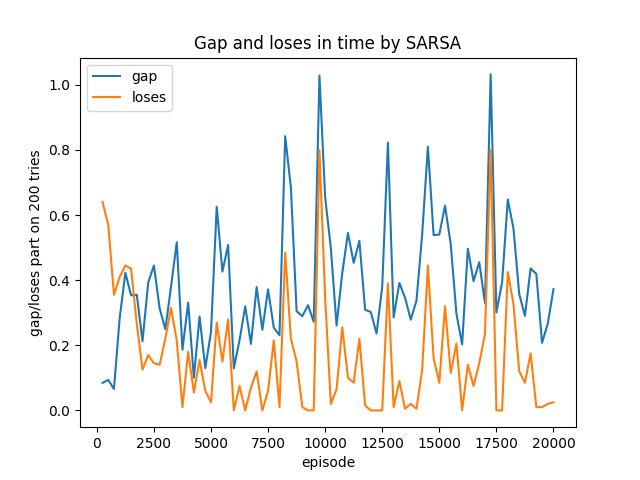 Gap and loses in time by SARSA
gap
loses
gap/loses part on 200 tries
1.0
0.8
0.6
0.4
0.2
0.0
0 2500 5000 7500 10000 12500 15000 17500 20000
episode